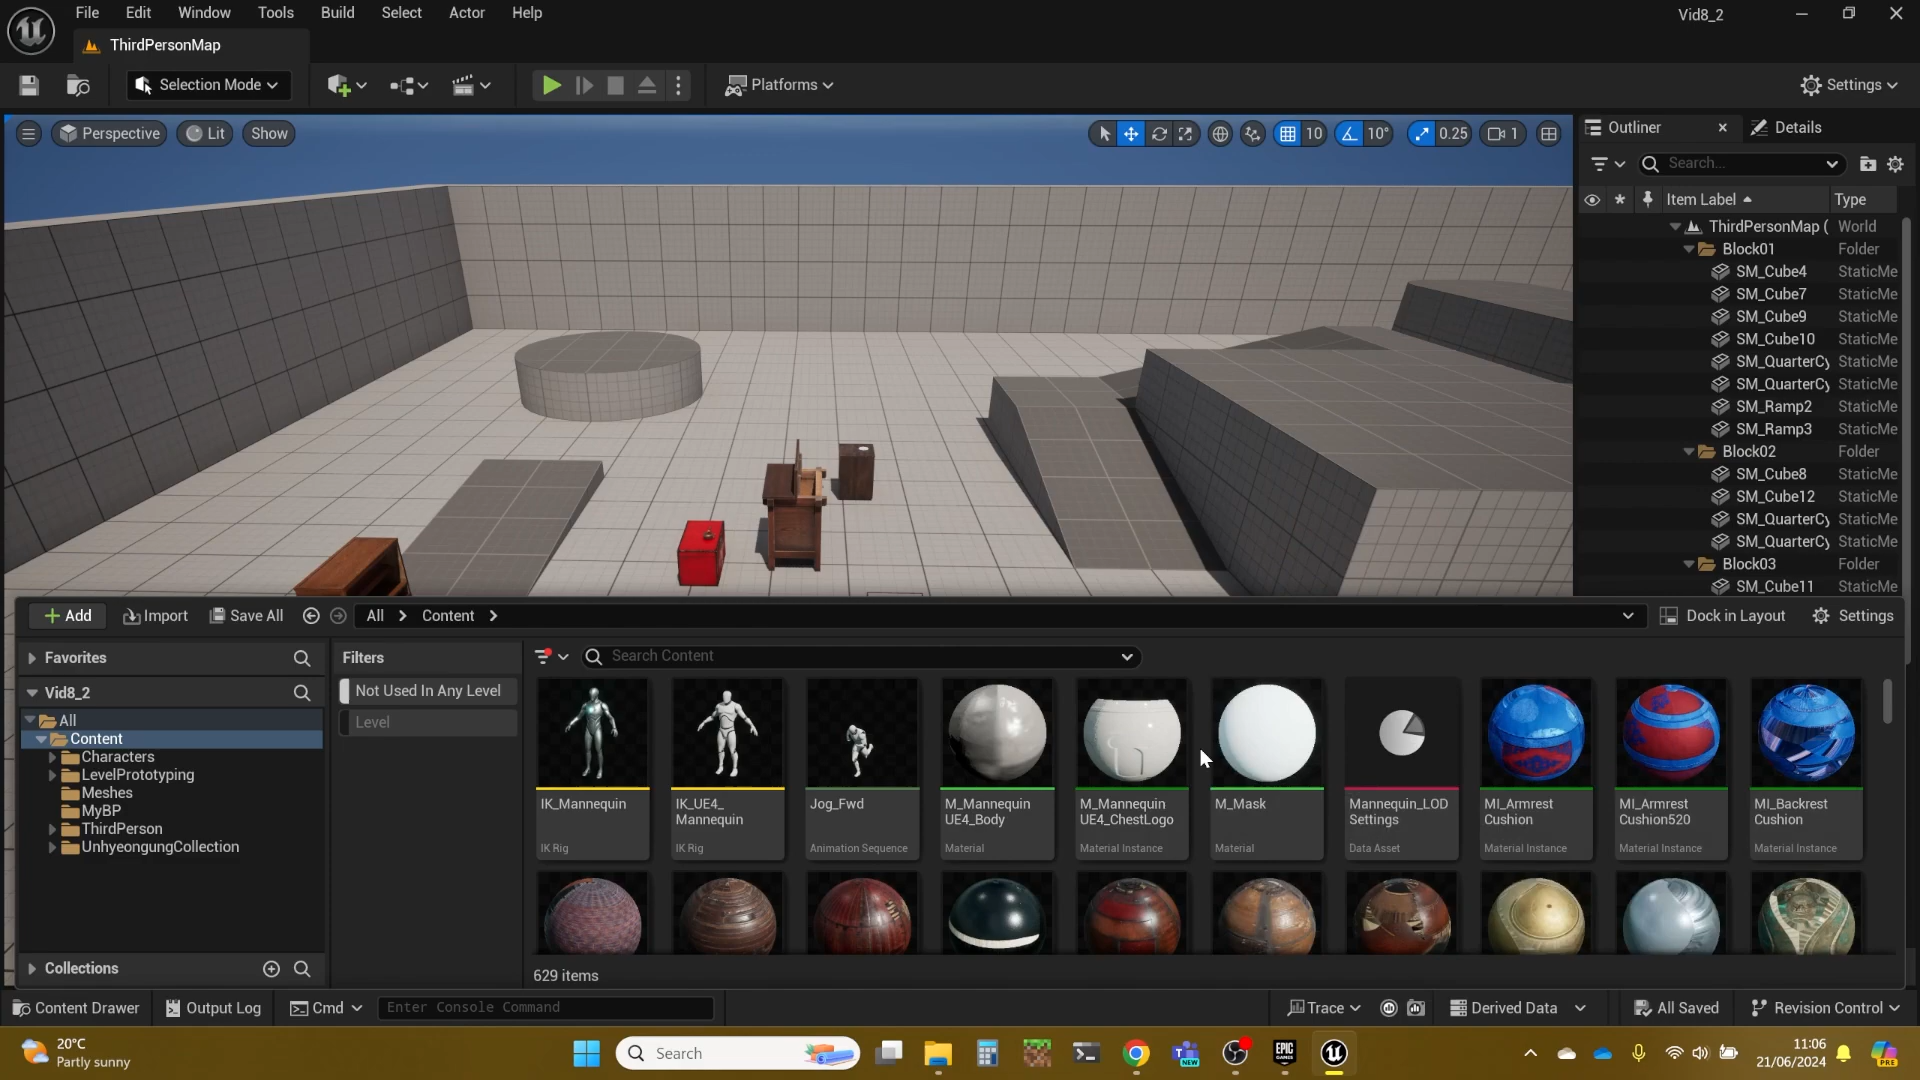 File Edit Window Tools Build Select Actor Help
Vid8_2
ThirdPersonMap
Selection Mode
Platforms
Settings
Perspective Lit Show
10 10° 0.25 1
Outliner
Details
Search...
Item Label Type
ThirdPersonMap ( World
Block01 Folder
SM_Cube4 StaticMe
SM_Cube7 StaticMe
SM_Cube9 StaticMe
SM_Cube10 StaticMe
SM_QuarterCy StaticMe
SM_QuarterCy StaticMe
SM_Ramp2 StaticMe
SM_Ramp3 StaticMe
Block02 Folder
SM_Cube8 StaticMe
SM_Cube12 StaticMe
SM_QuarterCy StaticMe
SM_QuarterCy StaticMe
Block03 Folder
SM_Cube11 StaticMe
Add Import Save All All Content Dock in Layout Settings
Favorites
Vid8_2
All
Content
Characters
LevelPrototyping
Meshes
MyBP
ThirdPerson
UnhyeongungCollection
Collections
Filters
Not Used In Any Level
Level
Search Content
IK_Mannequin
IK Rig
IK_UE4_
Mannequin
IK Rig
Jog_Fwd
Animation Sequence
M_Mannequin
UE4_Body
Material
M_Mannequin
UE4_ChestLogo
Material Instance
M_Mask
Material
Mannequin_LOD
Settings
Data Asset
MI_Armrest
Cushion
Material Instance
MI_Armrest
Cushion520
Material Instance
MI_Backrest
Cushion
Material Instance
629 items
Content Drawer Output Log Cmd Enter Console Command Trace Derived Data All Saved Revision Control
20°C
Partly sunny
Search
NEW
EPIC
GAMES
11:06
21/06/2024
PRE